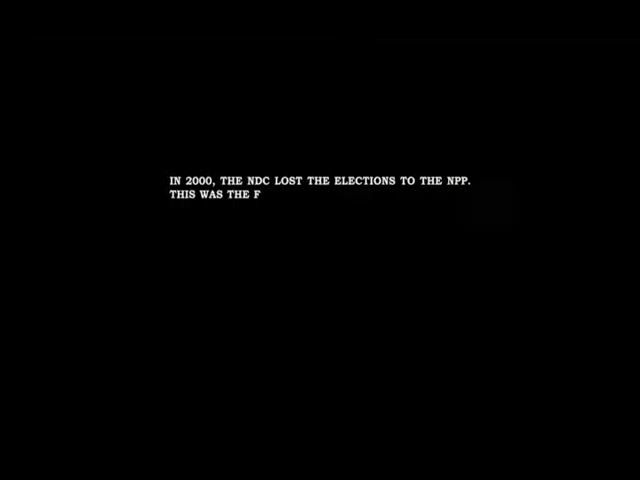 IN 2000, THE NDC LOST THE ELECTIONS TO THE NPP.
THIS WAS THE F